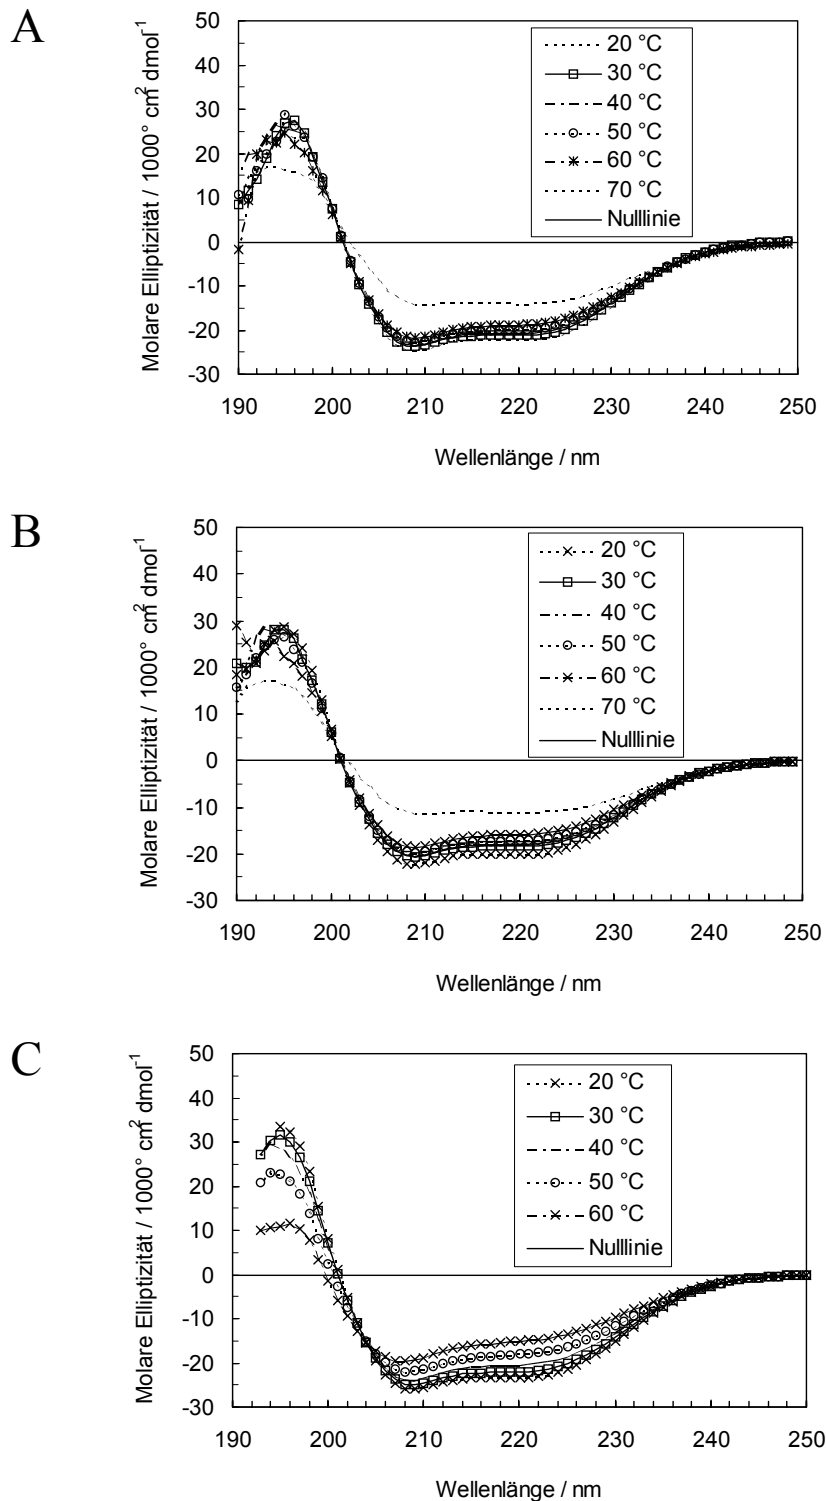 A
Molare Elliptizität / 1000° cm² dmol⁻¹
50
40
30
20
10
0
-10
-20
-30
190
200
210
220
230
240
250
Wellenlänge / nm
20 °C
30 °C
40 °C
50 °C
60 °C
70 °C
Nulllinie
B
Molare Elliptizität / 1000° cm² dmol⁻¹
50
40
30
20
10
0
-10
-20
-30
190
200
210
220
230
240
250
Wellenlänge / nm
20 °C
30 °C
40 °C
50 °C
60 °C
70 °C
Nulllinie
C
Molare Elliptizität / 1000° cm² dmol⁻¹
50
40
30
20
10
0
-10
-20
-30
190
200
210
220
230
240
250
Wellenlänge / nm
20 °C
30 °C
40 °C
50 °C
60 °C
Nulllinie